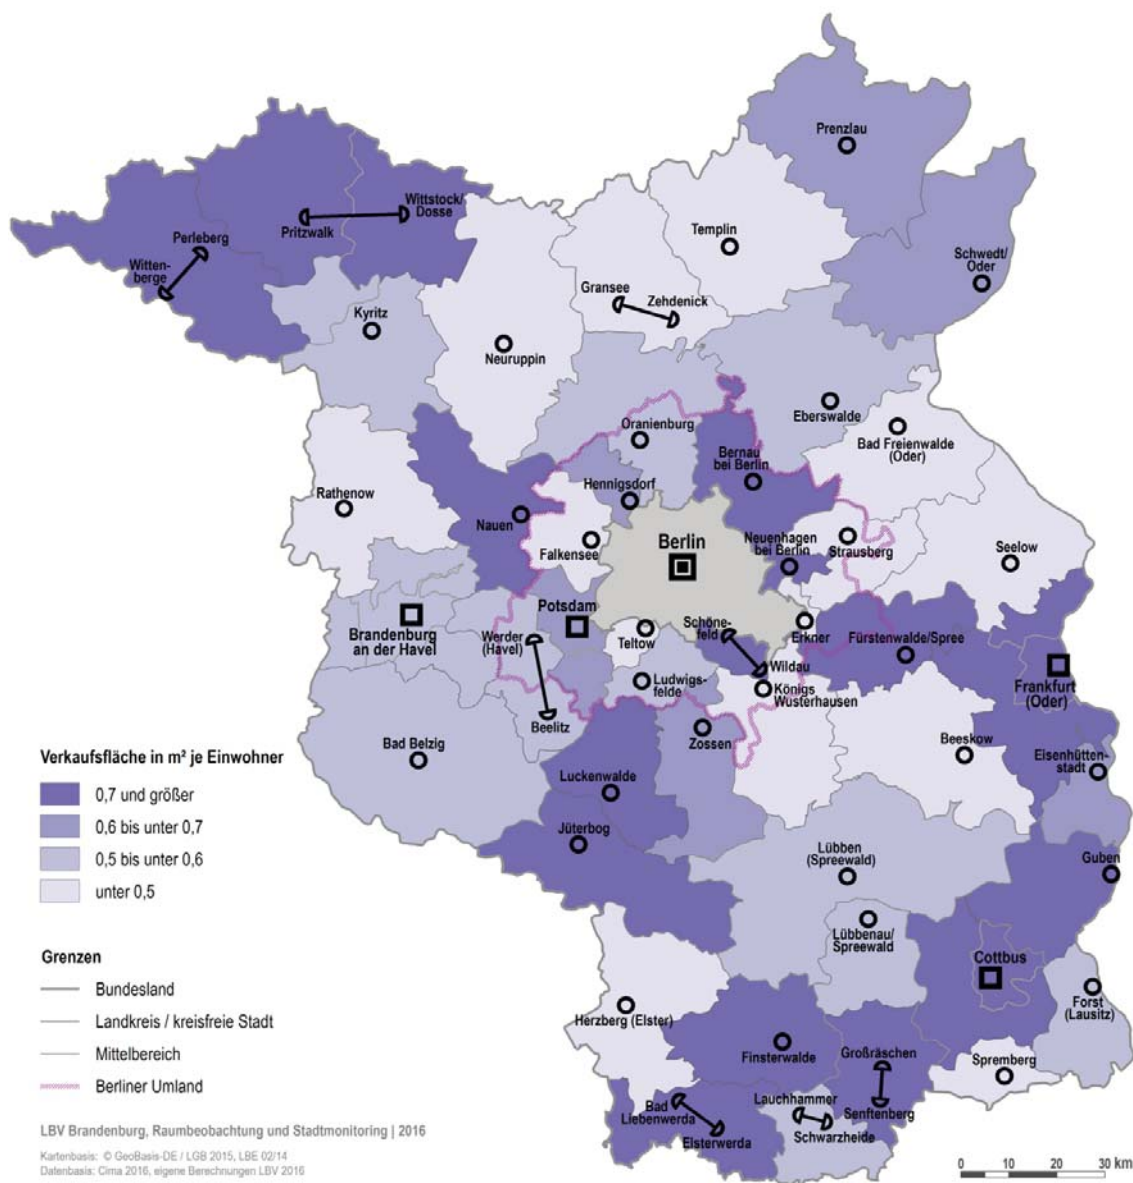 Prenzlau
Wittstock/
Dosse
Pritzwalk
Perleberg
Witten-
berge
Templin
Schwedt/
Oder
Gransee
Zehdenick
Kyritz
Neuruppin
Eberswalde
Oranienburg
Bad Freienwalde
(Oder)
Bernau
bei Berlin
Hennigsdorf
Rathenow
Nauen
Falkensee
Berlin
Neuenhagen
bei Berlin
Strausberg
Seelow
Potsdam
Brandenburg
an der Havel
Werder
(Havel)
Teltow
Schöne-
feld
Erkner
Fürstenwalde/Spree
Wildau
Frankfurt
(Oder)
Ludwigs-
felde
Königs
Wusterhausen
Beelitz
Zossen
Bad Belzig
Beeskow
Eisenhütten-
stadt
Luckenwalde
Jüterbog
Lübben
(Spreewald)
Guben
Lübbenau/
Spreewald
Cottbus
Forst
(Lausitz)
Herzberg (Elster)
Finsterwalde
Großräschen
Spremberg
Bad
Liebenwerda
Lauchhammer
Senftenberg
Elsterwerda
Schwarzheide
Verkaufsfläche in m² je Einwohner
0,7 und größer
0,6 bis unter 0,7
0,5 bis unter 0,6
unter 0,5
Grenzen
Bundesland
Landkreis / kreisfreie Stadt
Mittelbereich
Berliner Umland
LBV Brandenburg, Raumbeobachtung und Stadtmonitoring | 2016
Kartenbasis: © GeoBasis-DE / LGB 2015, LBE 02/14
Datenbasis: Cima 2016, eigene Berechnungen LBV 2016
0 10 20 30 km